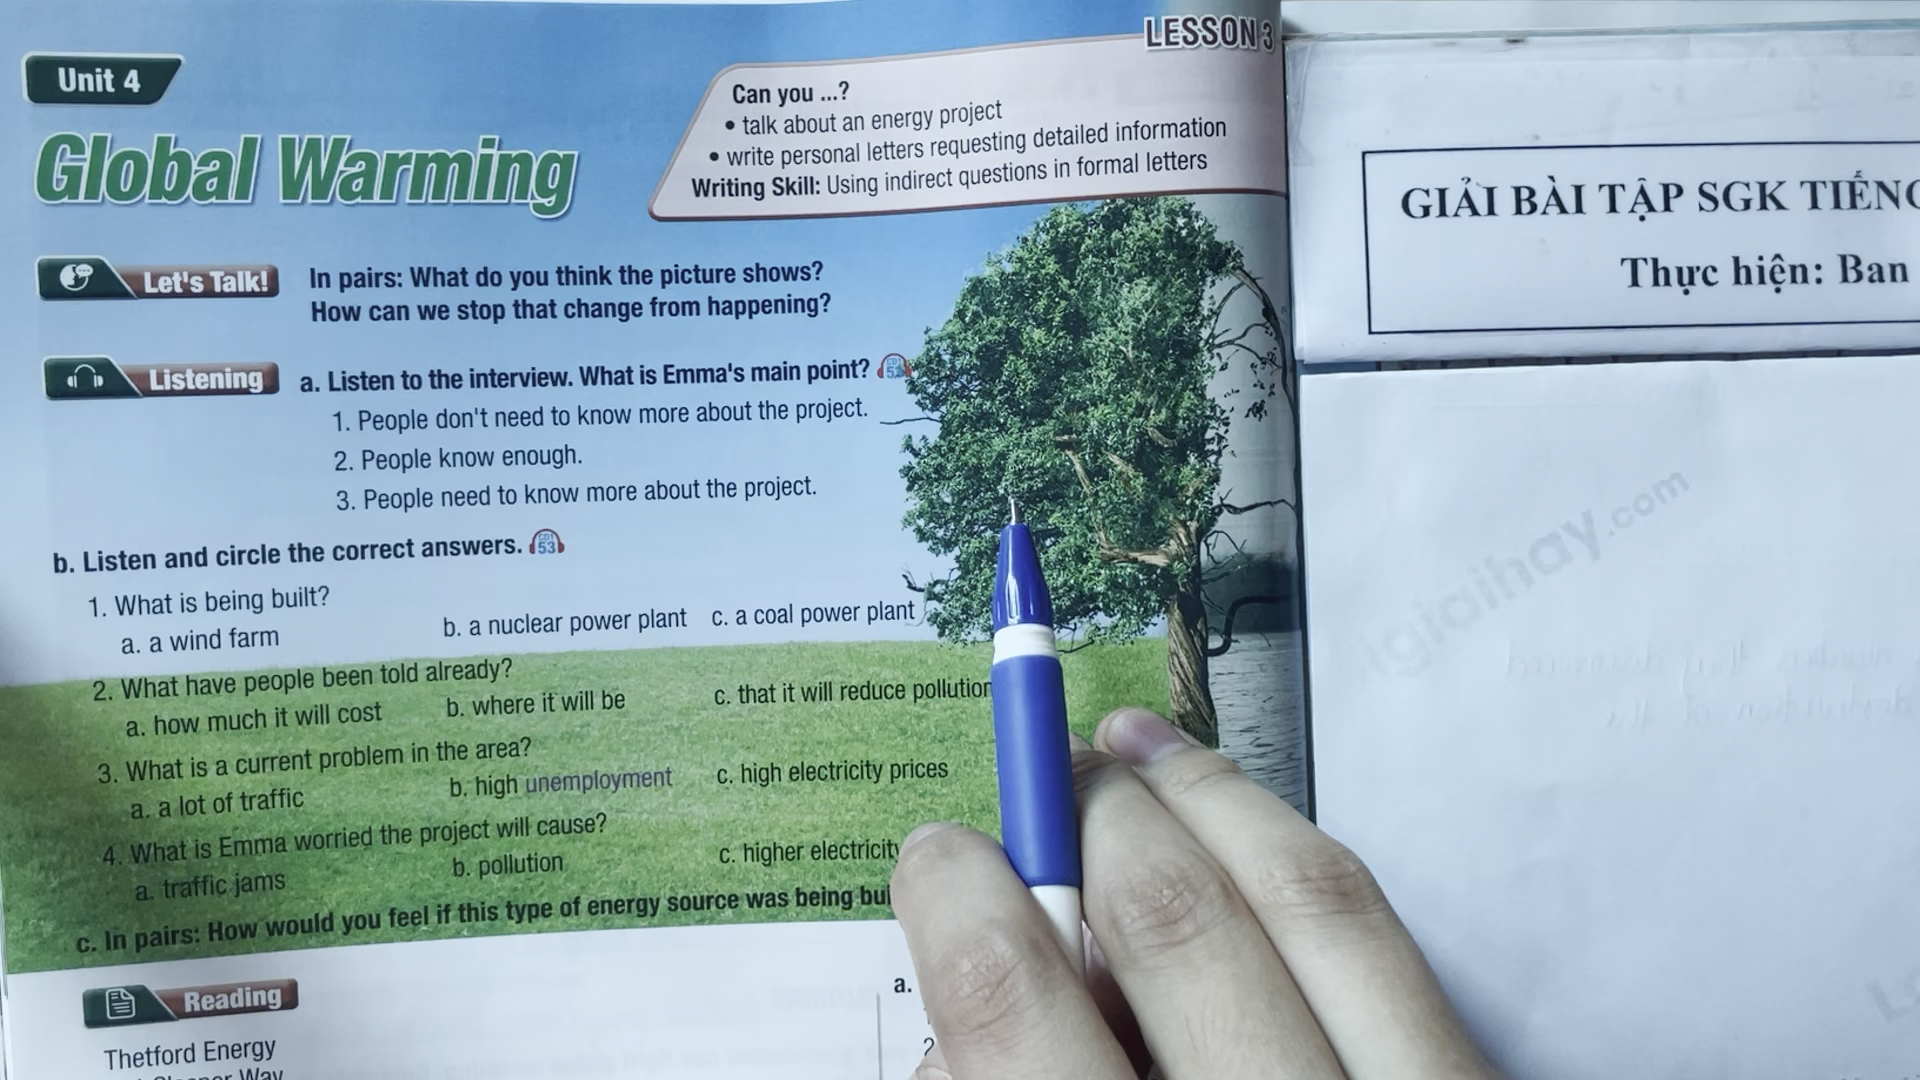 LESSON 3
Unit 4
Global Warming
Can you ...?
• talk about an energy project
• write personal letters requesting detailed information
Writing Skill: Using indirect questions in formal letters
Let's Talk!
In pairs: What do you think the picture shows?
How can we stop that change from happening?
Listening
a. Listen to the interview. What is Emma's main point?
1. People don't need to know more about the project.
2. People know enough.
3. People need to know more about the project.
b. Listen and circle the correct answers.
CD1
53
1. What is being built?
a. a wind farm
b. a nuclear power plant
c. a coal power plant
2. What have people been told already?
a. how much it will cost
b. where it will be
c. that it will reduce pollution
3. What is a current problem in the area?
a. a lot of traffic
b. high unemployment
c. high electricity prices
4. What is Emma worried the project will cause?
a. traffic jams
b. pollution
c. higher electricity
c. In pairs: How would you feel if this type of energy source was being
Reading
Thetford Energy
Way
a.
2
GIẢI BÀI TẬP SGK TIẾNG
Thực hiện: Ban
giaihay.com